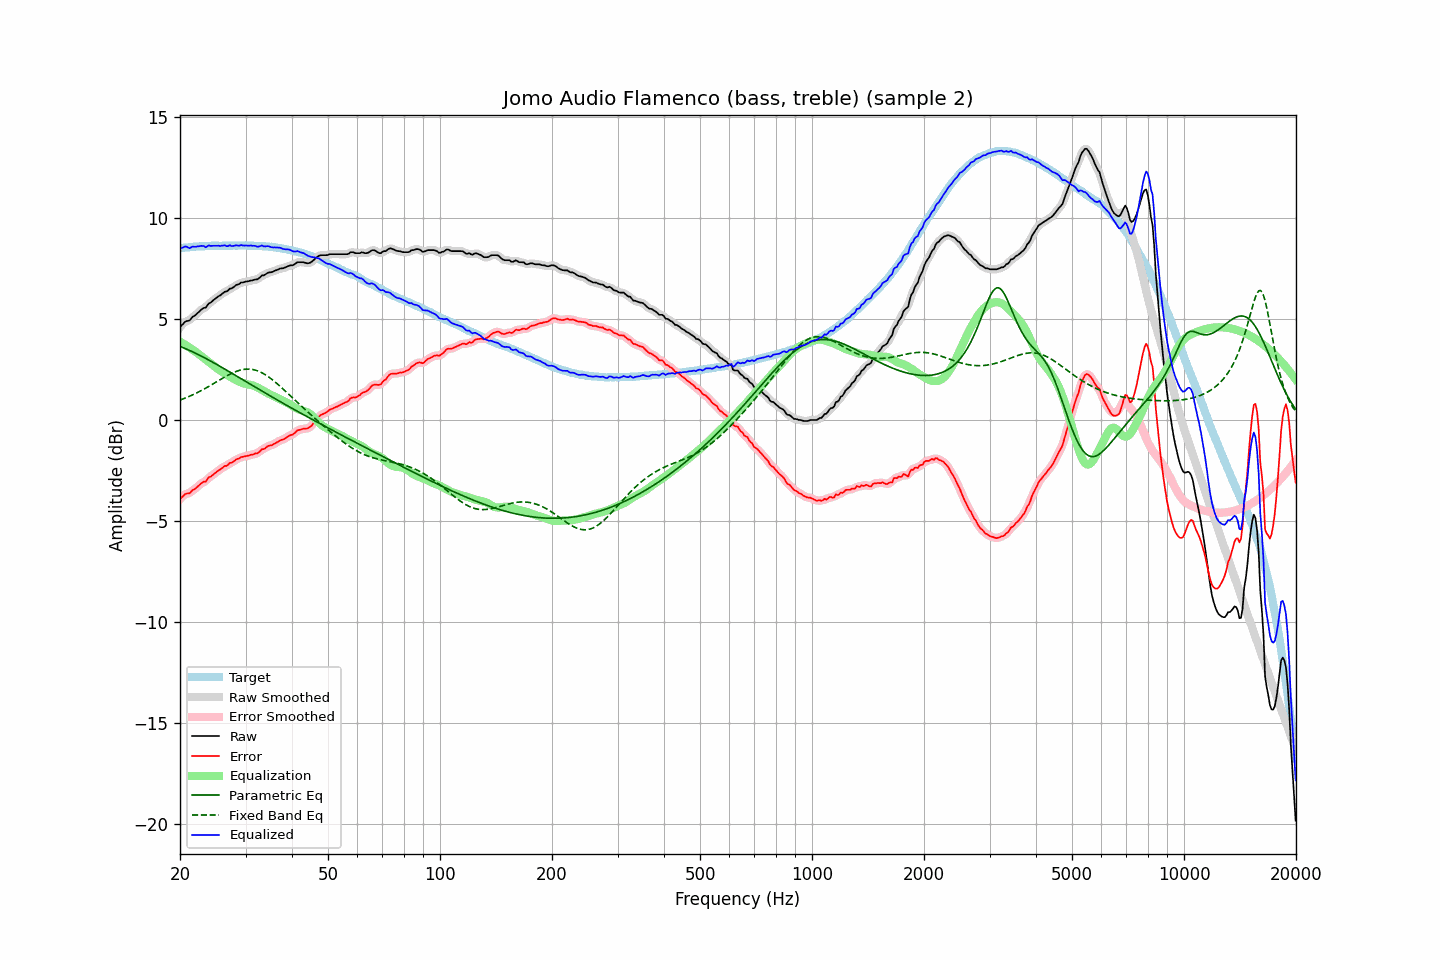 Jomo Audio Flamenco (bass, treble) (sample 2)
15
10
5
0
−5
−10
−15
−20
Amplitude (dBr)
Target
Raw Smoothed
Error Smoothed
Raw
Error
Equalization
Parametric Eq
Fixed Band Eq
Equalized
20 50 100 200 500 1000 2000 5000 10000 20000
Frequency (Hz)